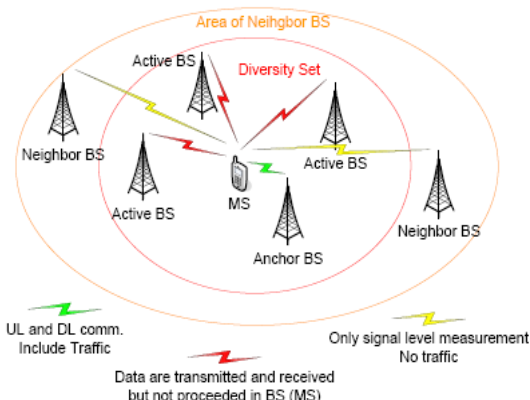 Area of Neihgbor BS
Active BS
Diversity Set
Neighbor BS
Active BS
Active BS
MS
Anchor BS
Neighbor BS
UL and DL comm.
Include Traffic
Only signal level measurement
No traffic
Data are transmitted and received
but not proceeded in BS (MS)